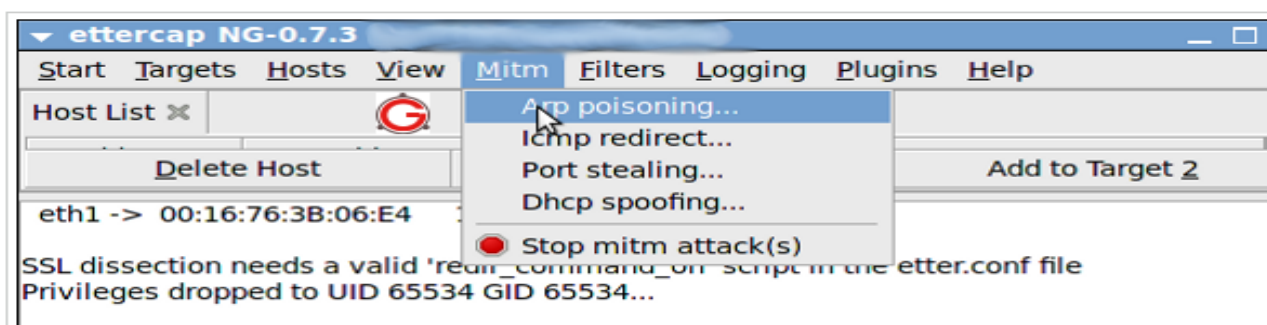 ettercap NG-0.7.3
Start Targets Hosts View Mitm Filters Logging Plugins Help
Host List
Arp poisoning...
Icmp redirect...
Port stealing...
Dhcp spoofing...
Delete Host
Add to Target 2
Stop mitm attack(s)
eth1 -> 00:16:76:3B:06:E4
SSL dissection needs a valid 'redir_command_on' script in the etter.conf file
Privileges dropped to UID 65534 GID 65534...